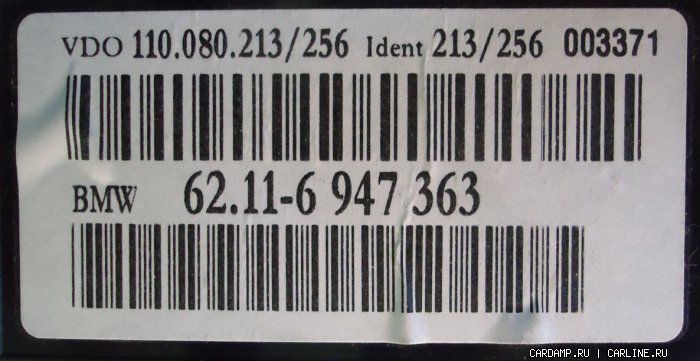 VDO 110.080.213/256 Ident 213/256 003371
BMW 62.11-6 947 363
CARDAMP.RU | CARLINE.RU